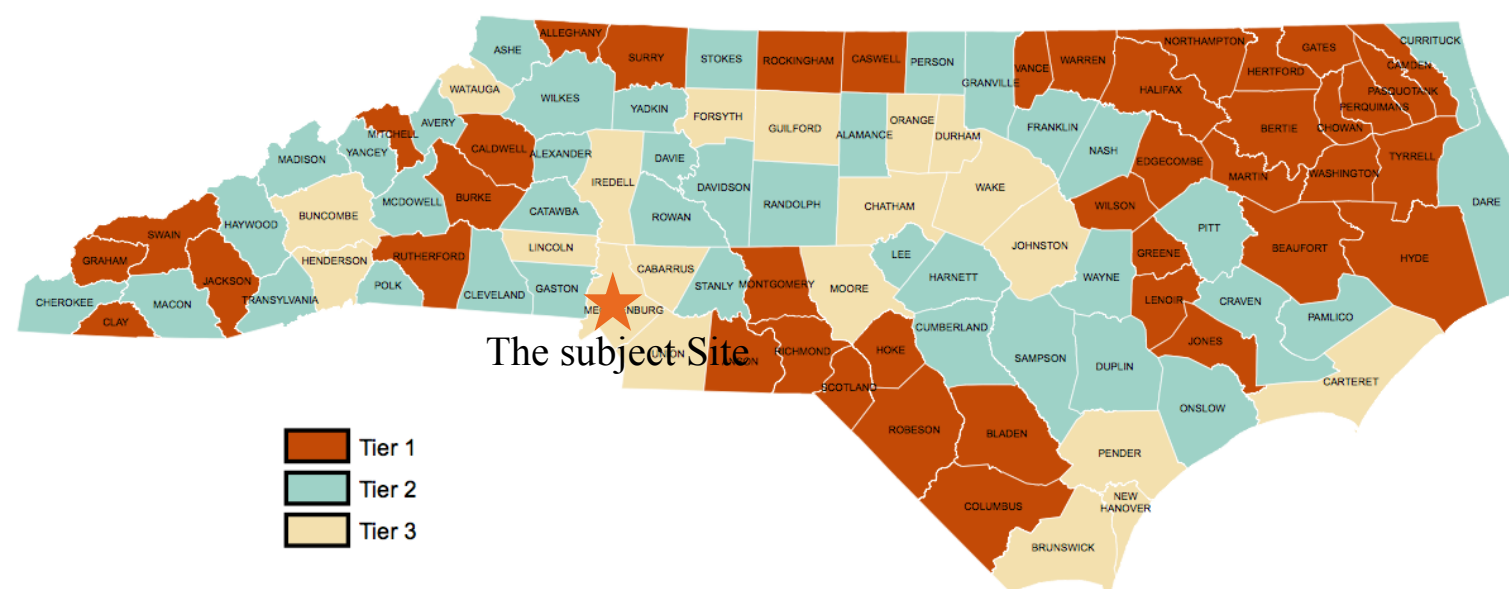 ALLEGHANY
NORTHAMPTON
GATES
CURRITUCK
ASHE
SURRY
STOKES
ROCKINGHAM
CASWELL
PERSON
VANCE
WARREN
HERTFORD
CAMDEN
GRANVILLE
WATAUGA
WILKES
HALIFAX
PASQUOTANK
YADKIN
PERQUIMANS
FORSYTH
GUILFORD
ALAMANCE
ORANGE
DURHAM
FRANKLIN
BERTIE
CHOWAN
MITCHELL
AVERY
NASH
CALDWELL
ALEXANDER
MADISON
YANCEY
DAVIE
EDGECOMBE
TYRRELL
IREDELL
DAVIDSON
WAKE
MARTIN
WASHINGTON
BURKE
MCDOWELL
CATAWBA
ROWAN
RANDOLPH
CHATHAM
WILSON
DARE
BUNCOMBE
HAYWOOD
PITT
SWAIN
LINCOLN
JOHNSTON
BEAUFORT
HYDE
GRAHAM
HENDERSON
RUTHERFORD
CABARRUS
LEE
GREENE
JACKSON
POLK
CLEVELAND
GASTON
STANLY
MONTGOMERY
MOORE
HARNETT
WAYNE
CHEROKEE
MACON
TRANSYLVANIA
LENOIR
CRAVEN
CLAY
PAMLICO
CUMBERLAND
JONES
The subject Site
UNION
RICHMOND
HOKE
SAMPSON
DUPLIN
SCOTLAND
CARTERET
ONSLOW
ROBESON
BLADEN
Tier 1
PENDER
Tier 2
COLUMBUS
NEW
HANOVER
Tier 3
BRUNSWICK